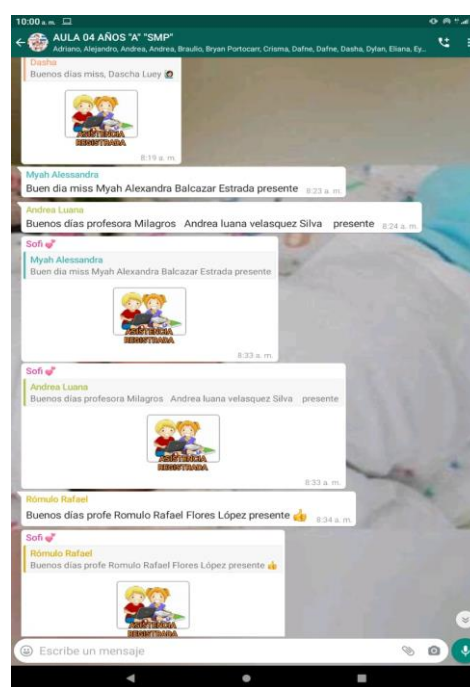 10:00 a. m.
AULA 04 AÑOS "A" "SMP"
Adriano, Alejandro, Andrea, Andrea, Braulio, Bryan Portocarr, Crisma, Dafne, Dafne, Dasha, Dylan, Eliana, Ey...
Dasha
Buenos días miss, Dascha Luey
ASISTENCIA
REGISTRADA
8:19 a. m.
Myah Alessandra
Buen dia miss Myah Alexandra Balcazar Estrada presente 8:23 a. m.
Andrea Luana
Buenos días profesora Milagros Andrea luana velasquez Silva presente 8:24 a. m.
Sofi 💕
Myah Alessandra
Buen dia miss Myah Alexandra Balcazar Estrada presente
ASISTENCIA
REGISTRADA
8:33 a. m.
Sofi 💕
Andrea Luana
Buenos días profesora Milagros Andrea luana velasquez Silva presente
ASISTENCIA
REGISTRADA
8:33 a. m.
Rómulo Rafael
Buenos días profe Romulo Rafael Flores López presente 👍 8:34 a. m.
Sofi 💕
Rómulo Rafael
Buenos días profe Romulo Rafael Flores López presente 👍
ASISTENCIA
REGISTRADA
Escribe un mensaje